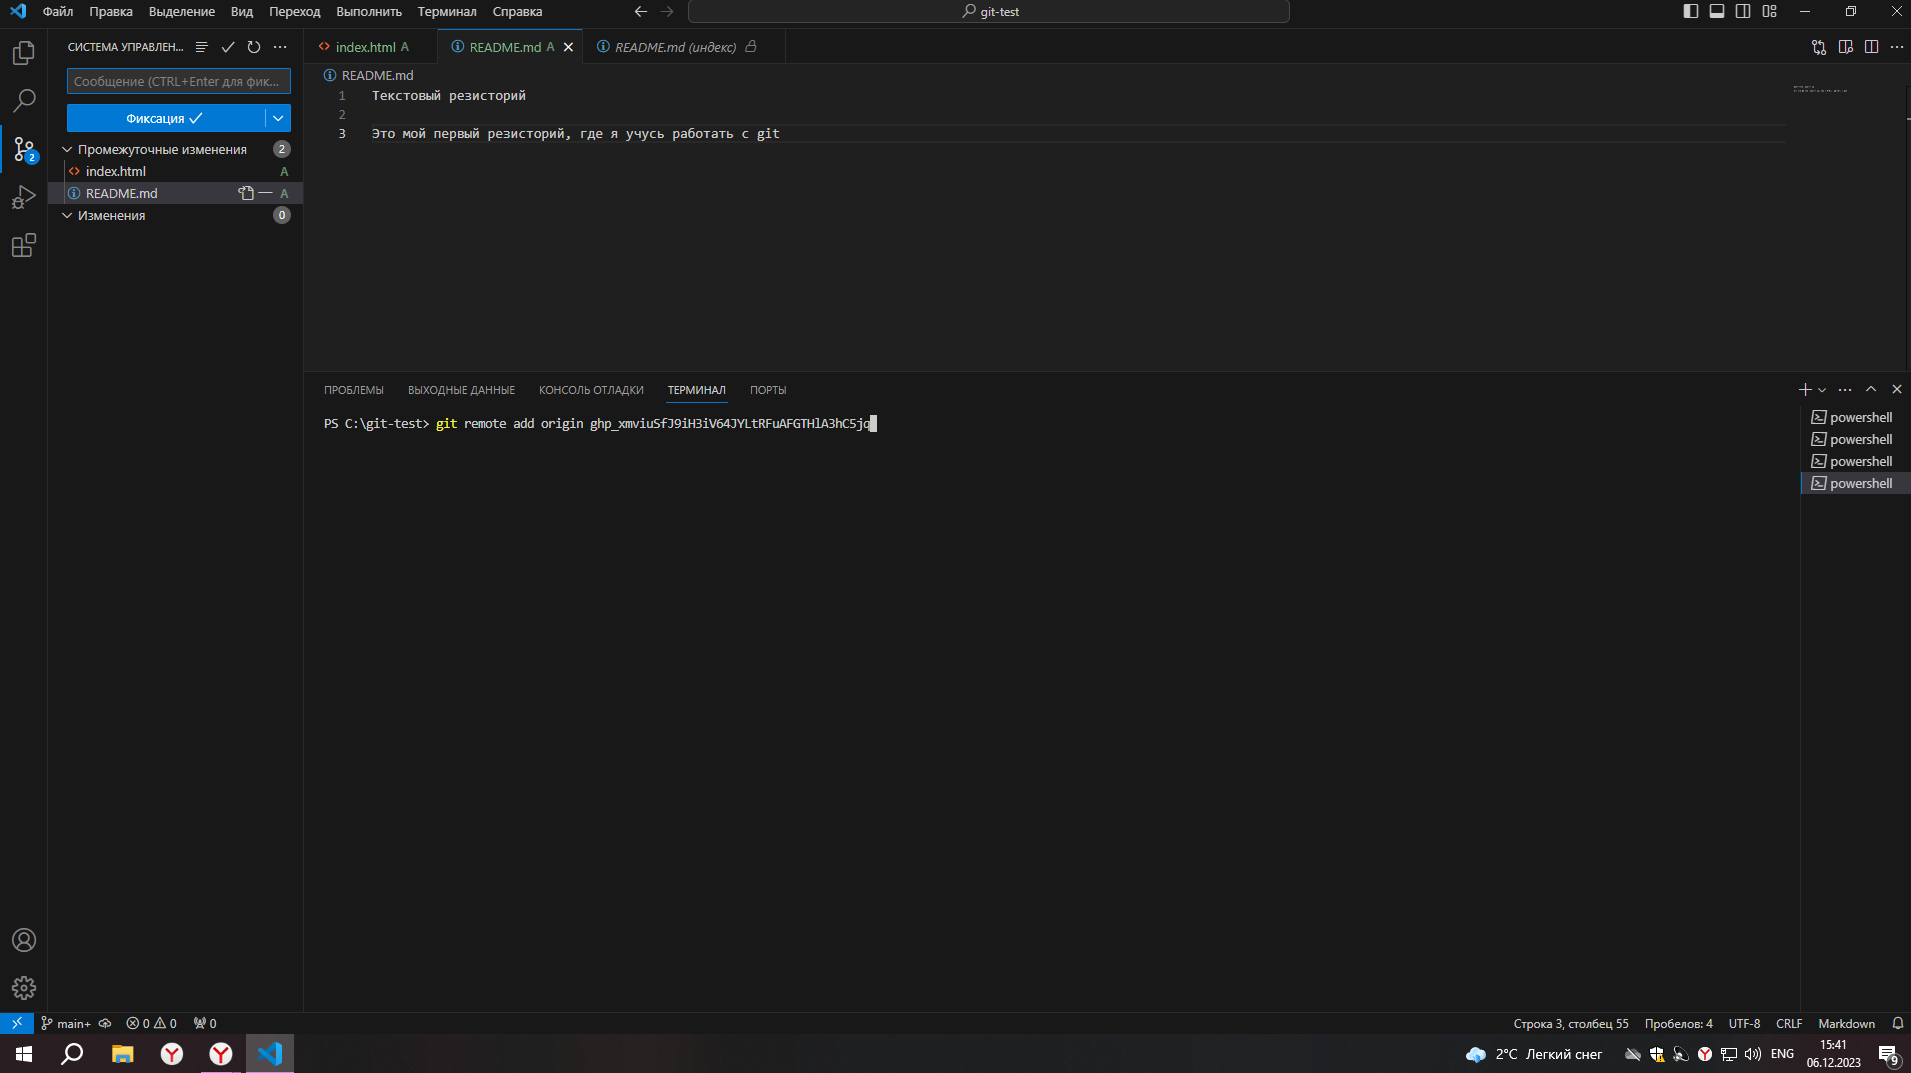 Файл Правка Выделение Вид Переход Выполнить Терминал Справка git-test
СИСТЕМА УПРАВЛЕН...
index.html A README.md A README.md (индекс)
README.md
Сообщение (CTRL+Enter для фик...
Фиксация
Промежуточные изменения 2
index.html A
README.md A
Изменения 0
2
1 Текстовый резисторий
2
3 Это мой первый резисторий, где я учусь работать с git
ПРОБЛЕМЫ ВЫХОДНЫЕ ДАННЫЕ КОНСОЛЬ ОТЛАДКИ ТЕРМИНАЛ ПОРТЫ
PS C:\git-test> git remote add origin 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
powershell
powershell
powershell
powershell
main+ 0 0 0 Строка 3, столбец 55 Пробелов: 4 UTF-8 CRLF Markdown
2°C Легкий снег ENG 15:41
06.12.2023
9